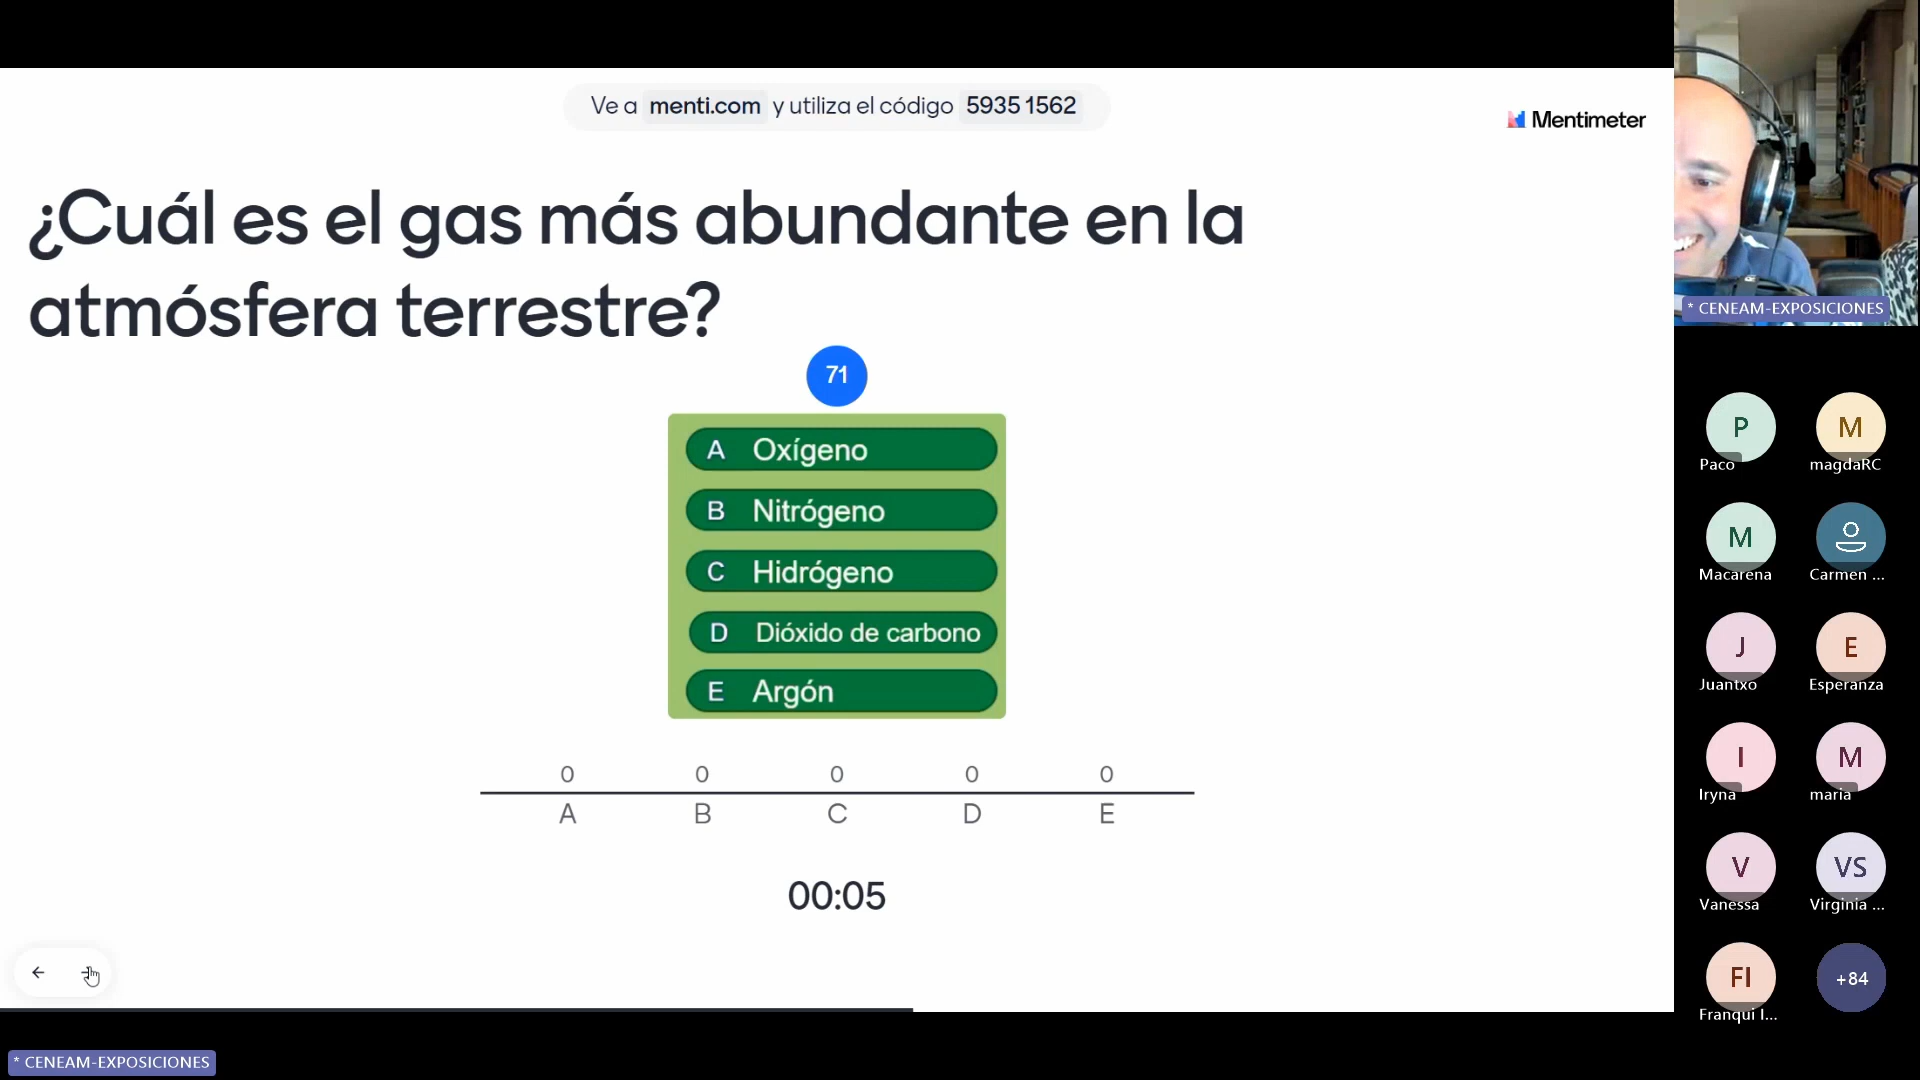 Ve a menti.com y utiliza el código 5935 1562
Mentimeter
¿Cuál es el gas más abundante en la
atmósfera terrestre?
71
A Oxígeno
B Nitrógeno
C Hidrógeno
D Dióxido de carbono
E Argón
0 0 0 0 0
A B C D E
00:05
* CENEAM-EXPOSICIONES
* CENEAM-EXPOSICIONES
P
Paco
M
magdaRC
M
Macarena
Carmen ...
J
Juantxo
E
Esperanza
I
Iryna
M
maria
V
Vanessa
VS
Virginia ...
FI
Franqui I...
+84